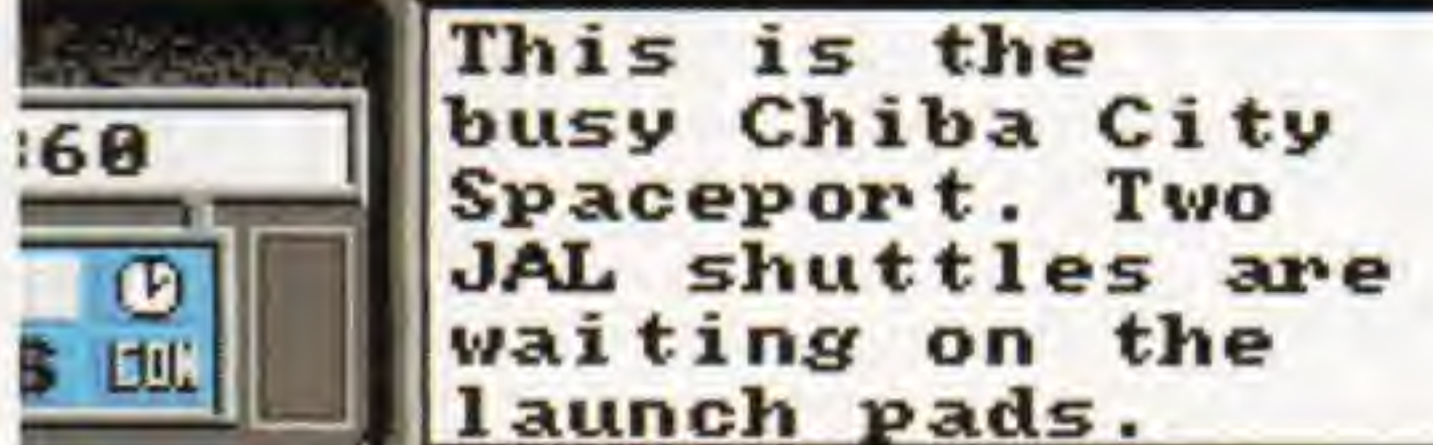 :60
This is the
busy Chiba City
Spaceport. Two
JAL shuttles are
waiting on the
launch pads.
S